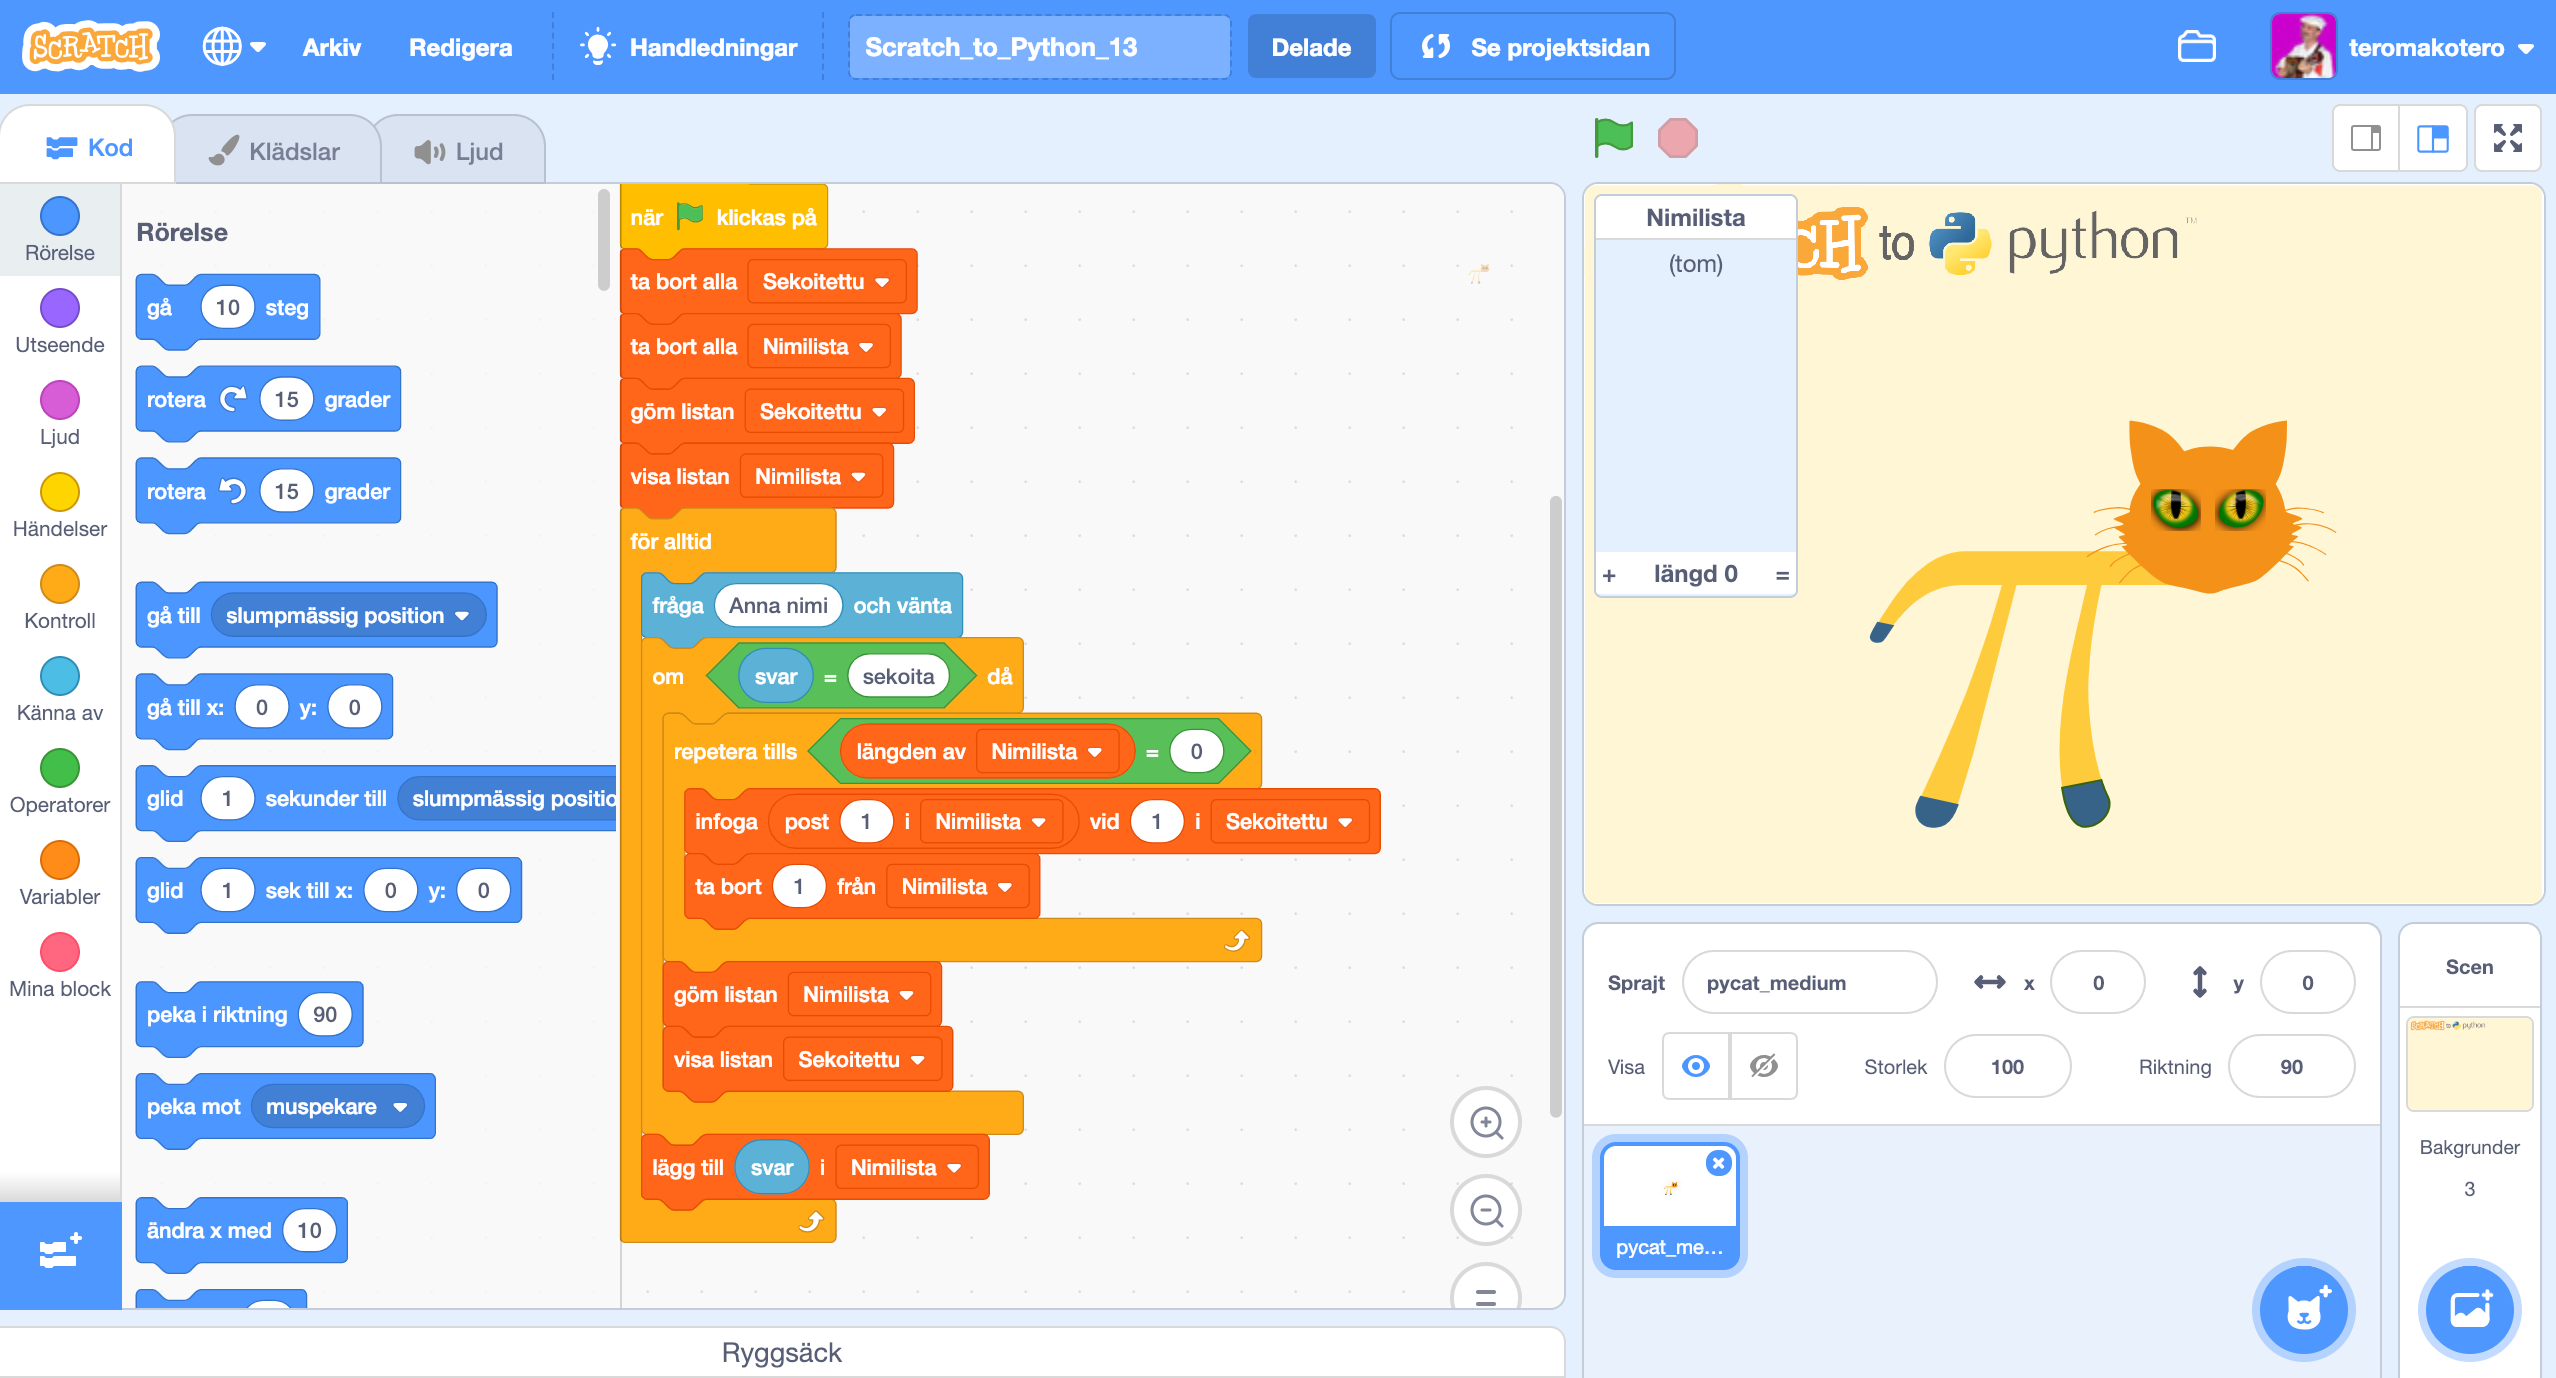 SCRATCH Arkiv Redigera Handledningar Scratch_to_Python_13 Delade Se projektsidan teromakotero
Kod Klädslar Ljud
Rörelse
Utseende
Ljud
Händelser
Kontroll
Känna av
Operatorer
Variabler
Mina block
Rörelse
gå 10 steg
rotera 15 grader
rotera 15 grader
gå till slumpmässig position
gå till x: 0 y: 0
glid 1 sekunder till slumpmässig positio
glid 1 sek till x: 0 y: 0
peka i riktning 90
peka mot muspekare
ändra x med 10
när klickas på
ta bort alla Sekoitettu
ta bort alla Nimilista
göm listan Sekoitettu
visa listan Nimilista
för alltid
fråga Anna nimi och vänta
om svar = sekoita då
repetera tills längden av Nimilista = 0
infoga post 1 i Nimilista vid 1 i Sekoitettu
ta bort 1 från Nimilista
göm listan Nimilista
visa listan Sekoitettu
lägg till svar i Nimilista
Ryggsäck
Nimilista
(tom)
+ längd 0 =
CH to python ™
Sprajt pycat_medium x 0 y 0
Visa Storlek 100 Riktning 90
pycat_me...
Scen
SCRATCH to python
Bakgrunder
3